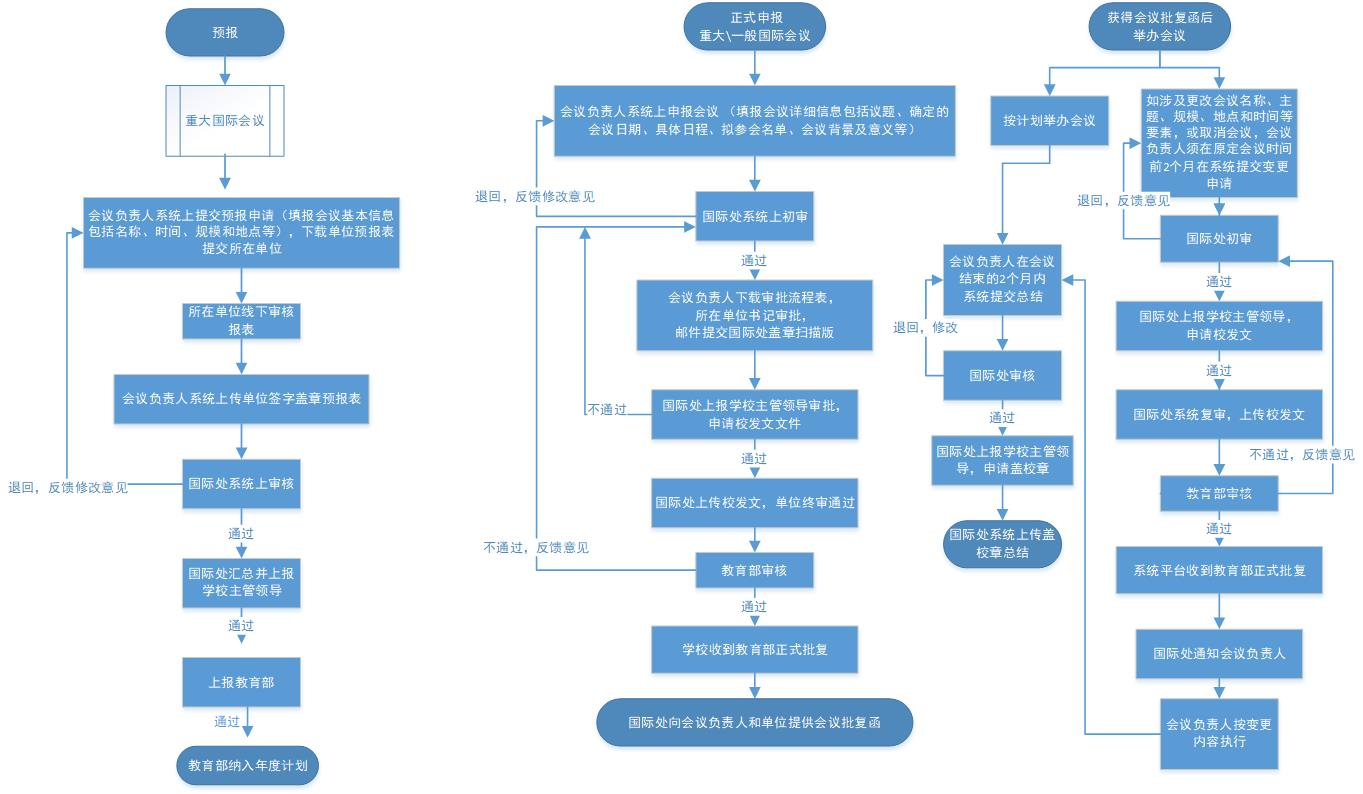 预报
重大国际会议
会议负责人系统上提交预报申请（填报会议基本信息
包括名称、时间、规模和地点等），下载单位预报表
提交所在单位
所在单位线下审核
报表
会议负责人系统上传单位签字盖章预报表
国际处系统上审核
退回，反馈修改意见
通过
国际处汇总并上报
学校主管领导
通过
上报教育部
通过
教育部纳入年度计划
正式申报
重大\一般国际会议
会议负责人系统上申报会议 （填报会议详细信息包括议题、确定的
会议日期、具体日程、拟参会名单、会议背景及意义等）
退回，反馈修改意见
国际处系统上初审
通过
会议负责人下载审批流程表，
所在单位书记审批，
邮件提交国际处盖章扫描版
不通过
国际处上报学校主管领导审批，
申请校发文文件
通过
国际处上传校发文，单位终审通过
不通过，反馈意见
教育部审核
通过
学校收到教育部正式批复
国际处向会议负责人和单位提供会议批复函
获得会议批复函后
举办会议
按计划举办会议
会议负责人在会议
结束的2个月内
系统提交总结
退回，修改
国际处审核
通过
国际处上报学校主管领
导，申请盖校章
国际处系统上传盖
校章总结
如涉及更改会议名称、主
题、规模、地点和时间等
要素，或取消会议，会议
负责人须在原定会议时间
前2个月在系统提交变更
申请
退回，反馈意见
国际处初审
通过
国际处上报学校主管领导，
申请校发文
通过
国际处系统复审，上传校发文
不通过，反馈意见
教育部审核
通过
系统平台收到教育部正式批复
国际处通知会议负责人
会议负责人按变更
内容执行